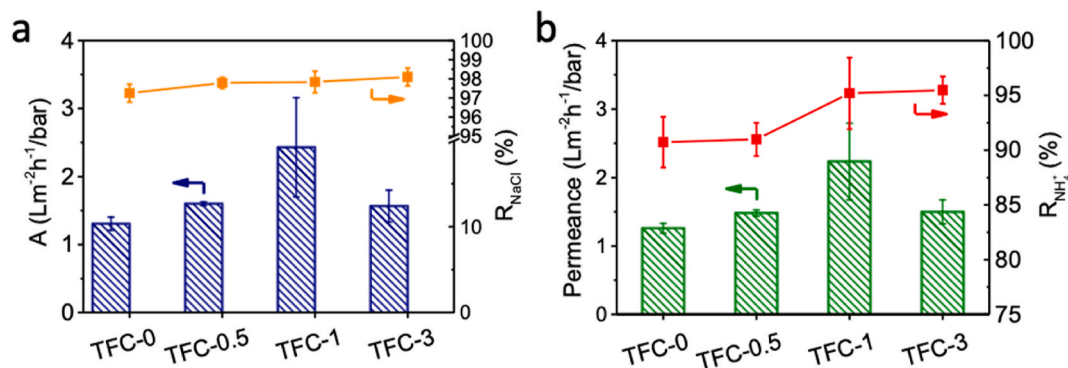 a
A (Lm⁻²h⁻¹/bar)
4
3
2
1
0
100
99
98
97
96
95
10
0
R_NaCl (%)
TFC-0
TFC-0.5
TFC-1
TFC-3
b
Permeance (Lm⁻²h⁻¹/bar)
4
3
2
1
0
100
95
90
85
80
75
R_NH₄⁺ (%)
TFC-0
TFC-0.5
TFC-1
TFC-3